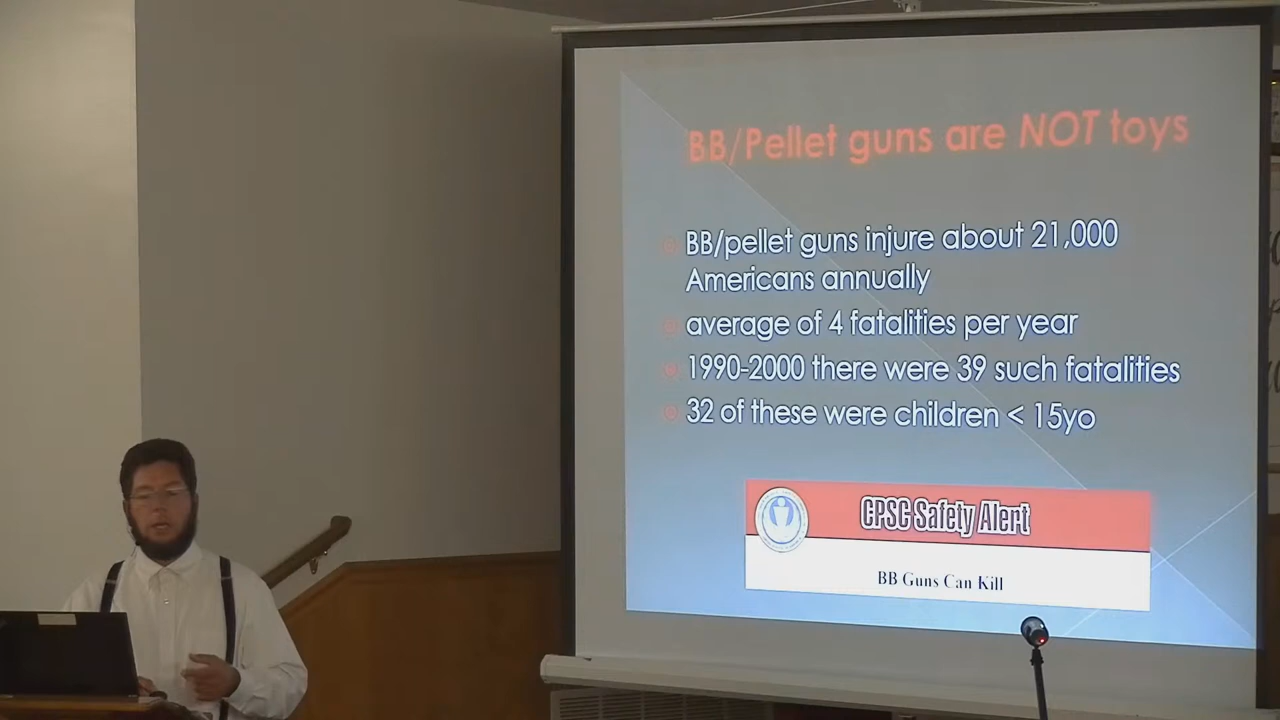 BB/Pellet guns are NOT toys
BB/pellet guns injure about 21,000
Americans annually
average of 4 fatalities per year
1990-2000 there were 39 such fatalities
32 of these were children < 15yo
CPSC Safety Alert
BB Guns Can Kill